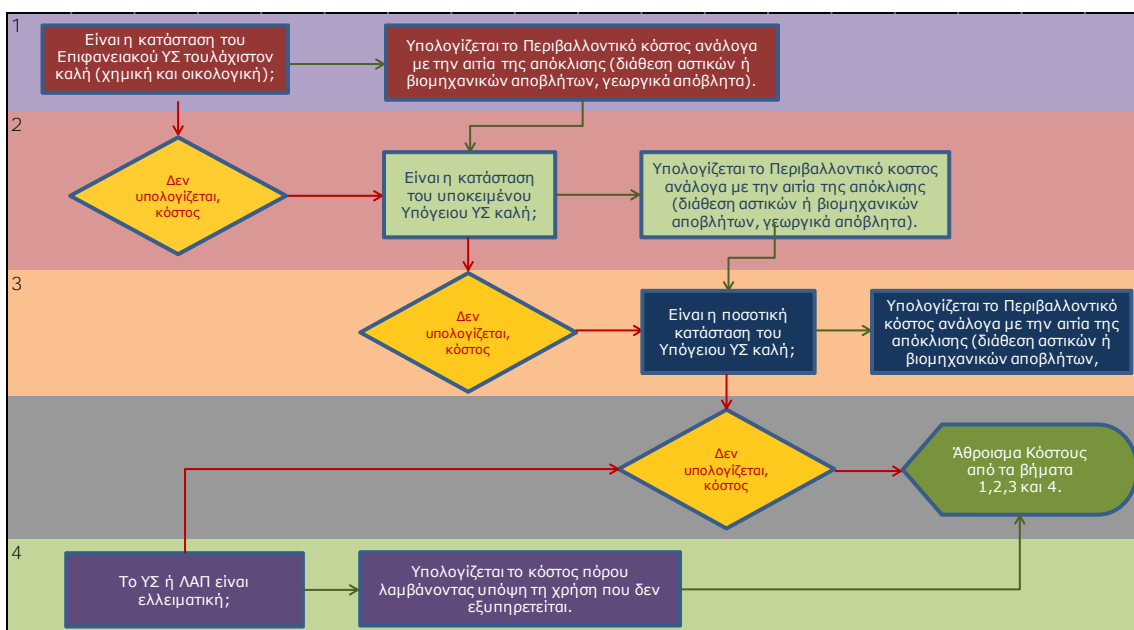 1
Είναι η κατάσταση του
Επιφανειακού ΥΣ τουλάχιστον
καλή (χημική και οικολογική);
Υπολογίζεται το Περιβαλλοντικό κόστος ανάλογα
με την αιτία της απόκλισης (διάθεση αστικών ή
βιομηχανικών αποβλήτων, γεωργικά απόβλητα).
2
Δεν
υπολογίζεται,
κόστος
Είναι η κατάσταση
του υποκειμένου
Υπόγειου ΥΣ καλή;
Υπολογίζεται το Περιβαλλοντικό κοστος
ανάλογα με την αιτία της απόκλισης
(διάθεση αστικών ή βιομηχανικών
αποβλήτων, γεωργικά απόβλητα).
3
Δεν
υπολογίζεται,
κόστος
Είναι η ποσοτική
κατάσταση του
Υπόγειου ΥΣ καλή;
Υπολογίζεται το Περιβαλλοντικό
κόστος ανάλογα με την αιτία της
απόκλισης (διάθεση αστικών ή
βιομηχανικών αποβλήτων,
Δεν
υπολογίζεται,
κόστος
Άθροισμα Κόστους
από τα βήματα
1,2,3 και 4.
4
Το ΥΣ ή ΛΑΠ είναι
ελλειματική;
Υπολογίζεται το κόστος πόρου
λαμβάνοντας υπόψη τη χρήση που δεν
εξυπηρετείται.